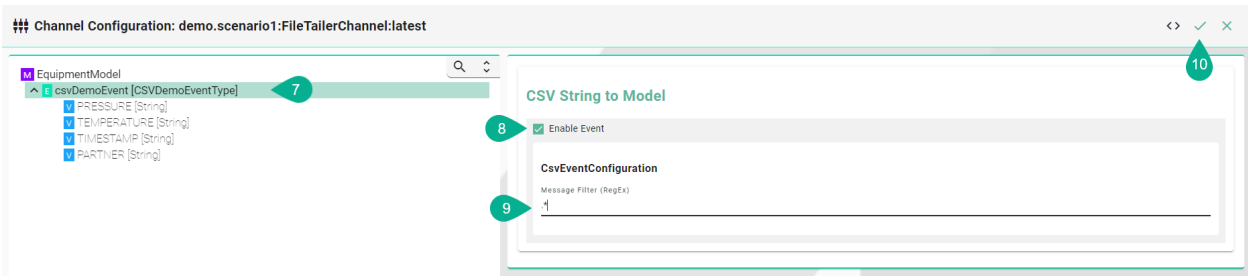 Channel Configuration: demo.scenario1:FileTailerChannel:latest
<>
10
M EquipmentModel
E csvDemoEvent [CSVDemoEventType]
7
V PRESSURE [String]
V TEMPERATURE [String]
V TIMESTAMP [String]
V PARTNER [String]
CSV String to Model
8
Enable Event
CsvEventConfiguration
Message Filter (RegEx)
9
.*